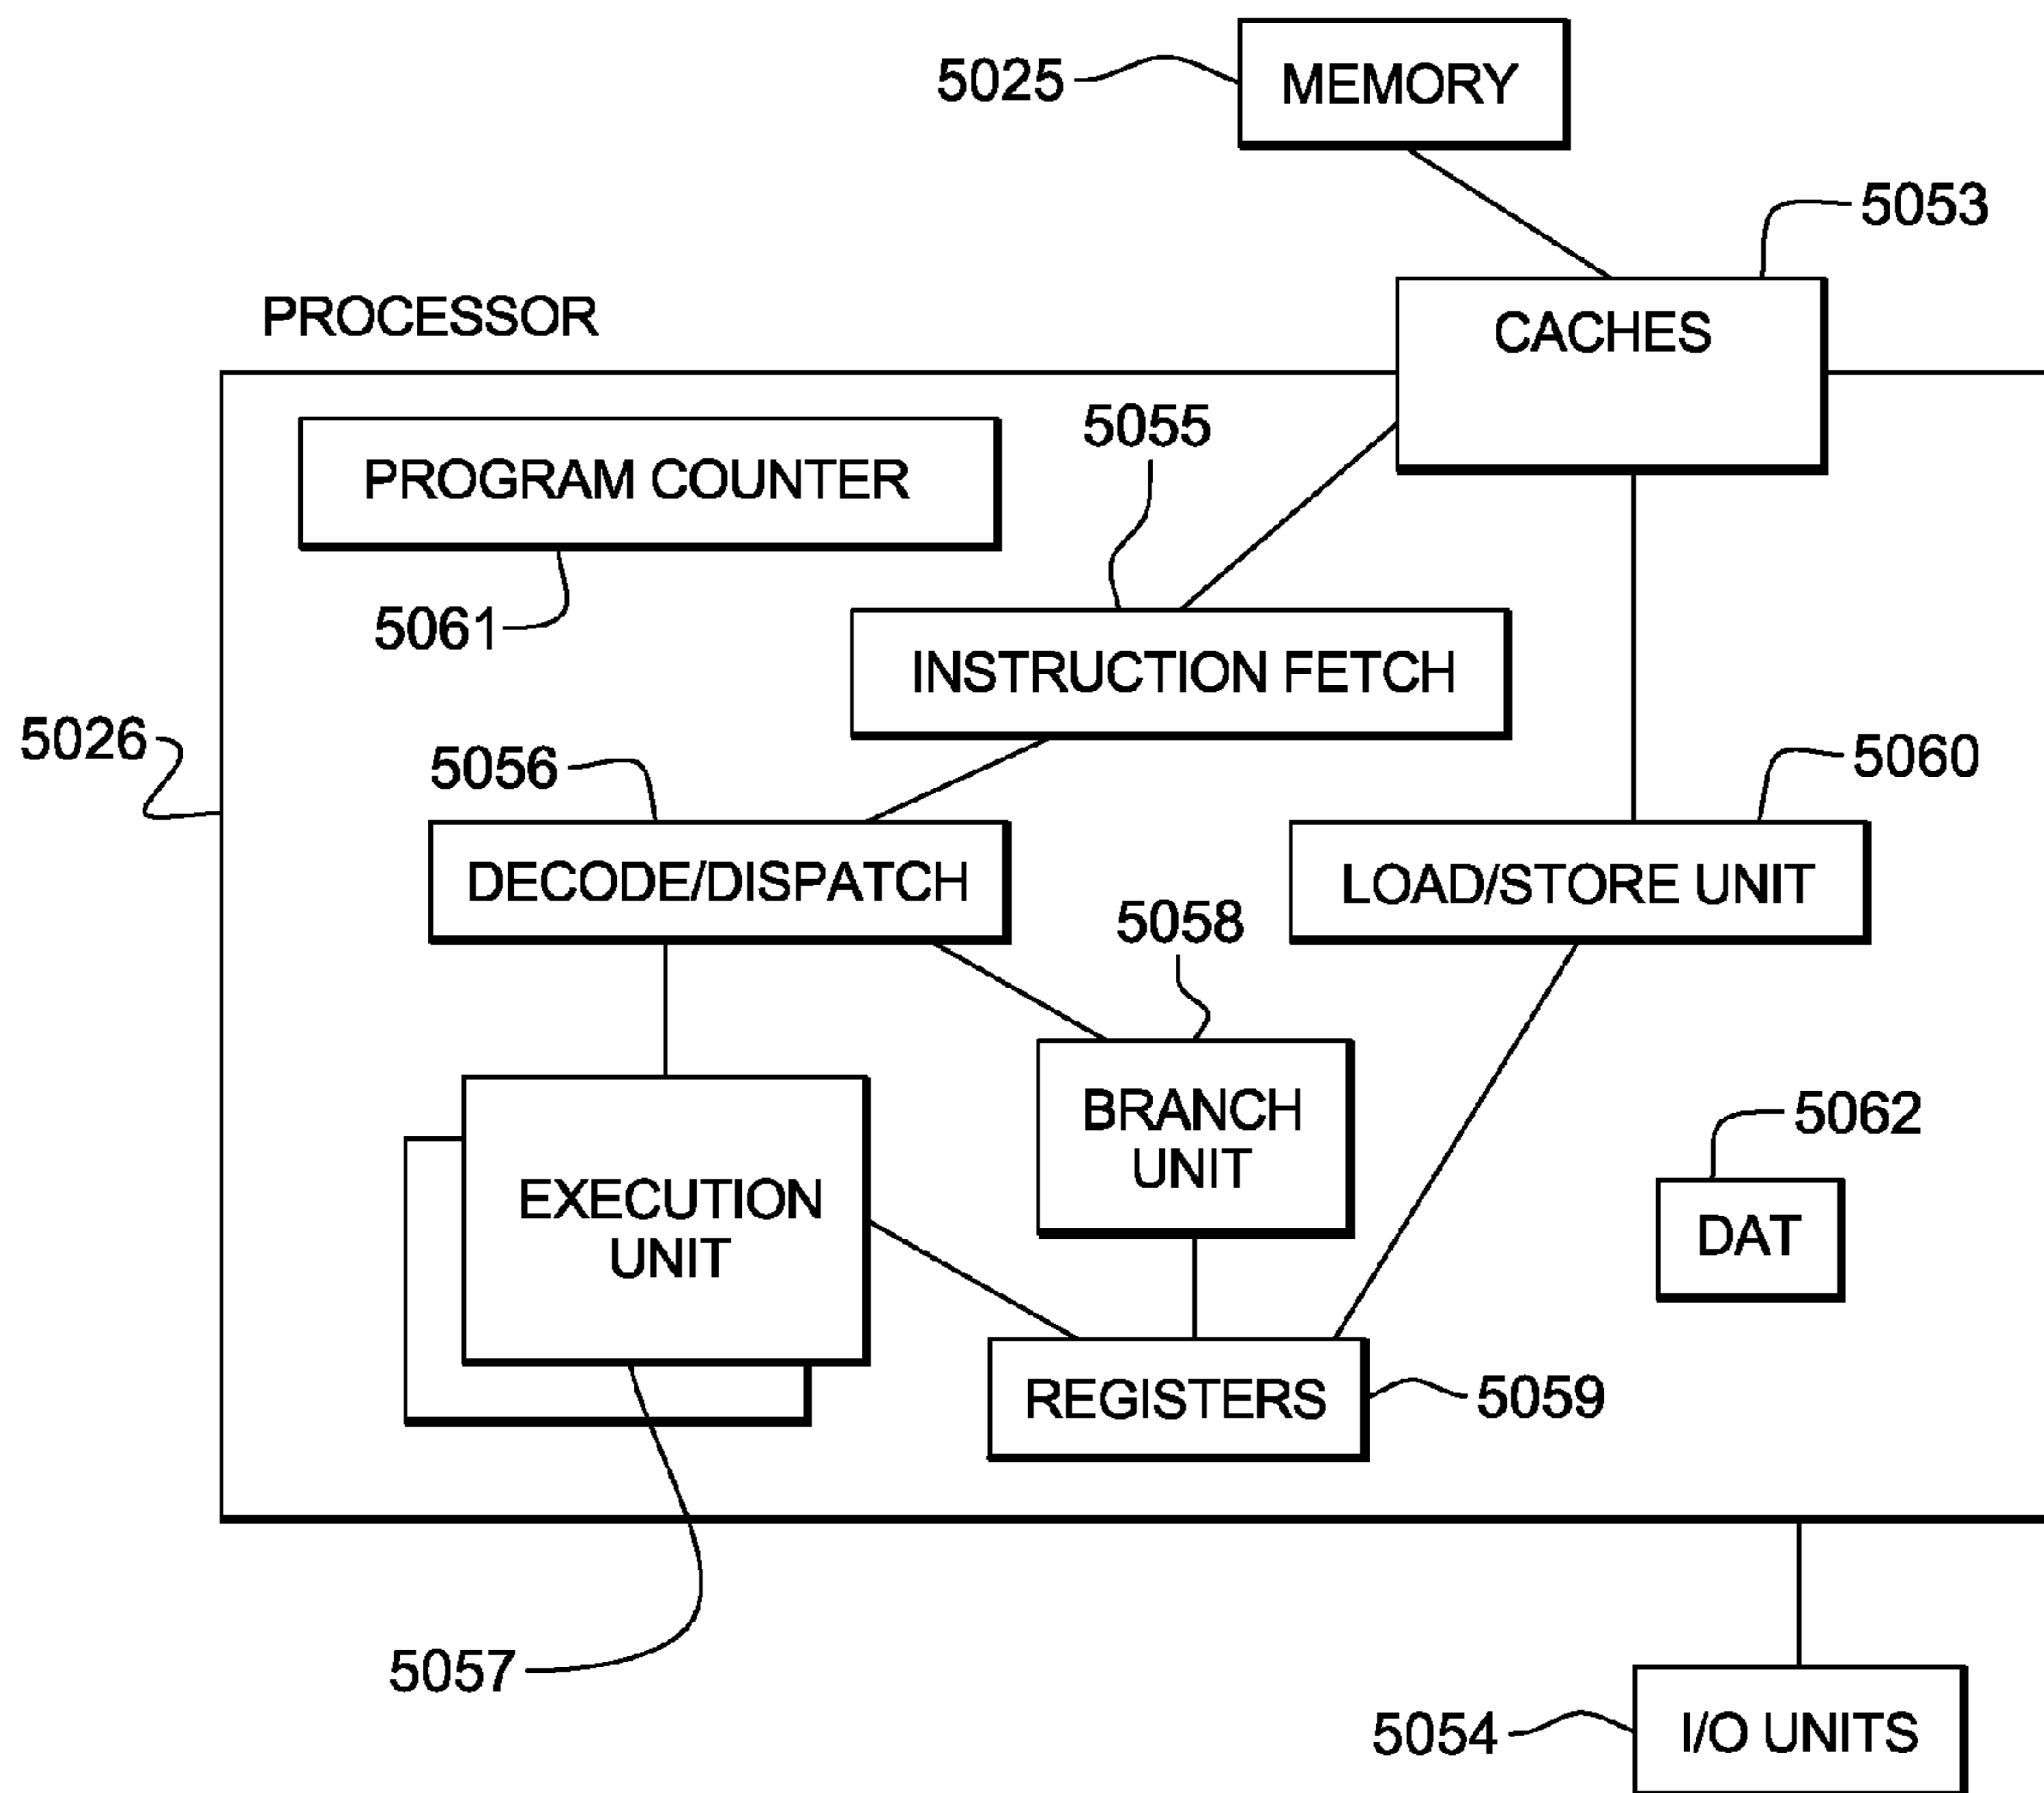 MEMORY
5025
5053
CACHES
PROCESSOR
5055
PROGRAM COUNTER
5061
INSTRUCTION FETCH
5026
5056
5060
DECODE/DISPATCH
LOAD/STORE UNIT
5058
BRANCH
UNIT
5062
EXECUTION
UNIT
DAT
REGISTERS
5059
5057
5054
I/O UNITS